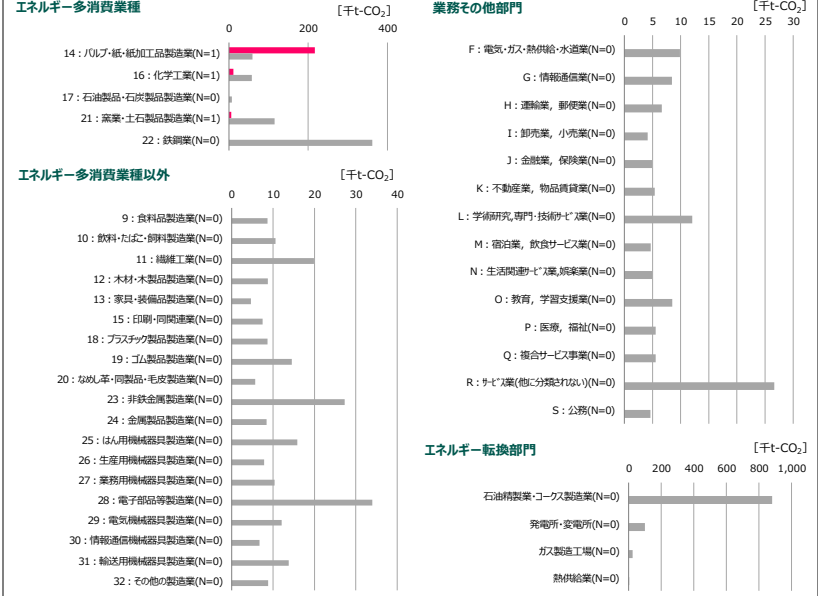 エネルギー多消費業種
[千t-CO₂]
0 200 400
14：パルプ・紙・紙加工品製造業(N=1)
16：化学工業(N=1)
17：石油製品・石炭製品製造業(N=0)
21：窯業・土石製品製造業(N=1)
22：鉄鋼業(N=0)
エネルギー多消費業種以外
[千t-CO₂]
0 10 20 30 40
9：食料品製造業(N=0)
10：飲料・たばこ・飼料製造業(N=0)
11：繊維工業(N=0)
12：木材・木製品製造業(N=0)
13：家具・装備品製造業(N=0)
15：印刷・同関連業(N=0)
18：プラスチック製品製造業(N=0)
19：ゴム製品製造業(N=0)
20：なめし革・同製品・毛皮製造業(N=0)
23：非鉄金属製造業(N=0)
24：金属製品製造業(N=0)
25：はん用機械器具製造業(N=0)
26：生産用機械器具製造業(N=0)
27：業務用機械器具製造業(N=0)
28：電子部品等製造業(N=0)
29：電気機械器具製造業(N=0)
30：情報通信機械器具製造業(N=0)
31：輸送用機械器具製造業(N=0)
32：その他の製造業(N=0)
業務その他部門
[千t-CO₂]
0 5 10 15 20 25 30
F：電気・ガス・熱供給・水道業(N=0)
G：情報通信業(N=0)
H：運輸業，郵便業(N=0)
I：卸売業，小売業(N=0)
J：金融業，保険業(N=0)
K：不動産業，物品賃貸業(N=0)
L：学術研究,専門・技術サービス業(N=0)
M：宿泊業，飲食サービス業(N=0)
N：生活関連サービス業,娯楽業(N=0)
O：教育，学習支援業(N=0)
P：医療，福祉(N=0)
Q：複合サービス事業(N=0)
R：サービス業(他に分類されない)(N=0)
S：公務(N=0)
エネルギー転換部門
[千t-CO₂]
0 200 400 600 800 1,000
石油精製業・コークス製造業(N=0)
発電所・変電所(N=0)
ガス製造工場(N=0)
熱供給業(N=0)